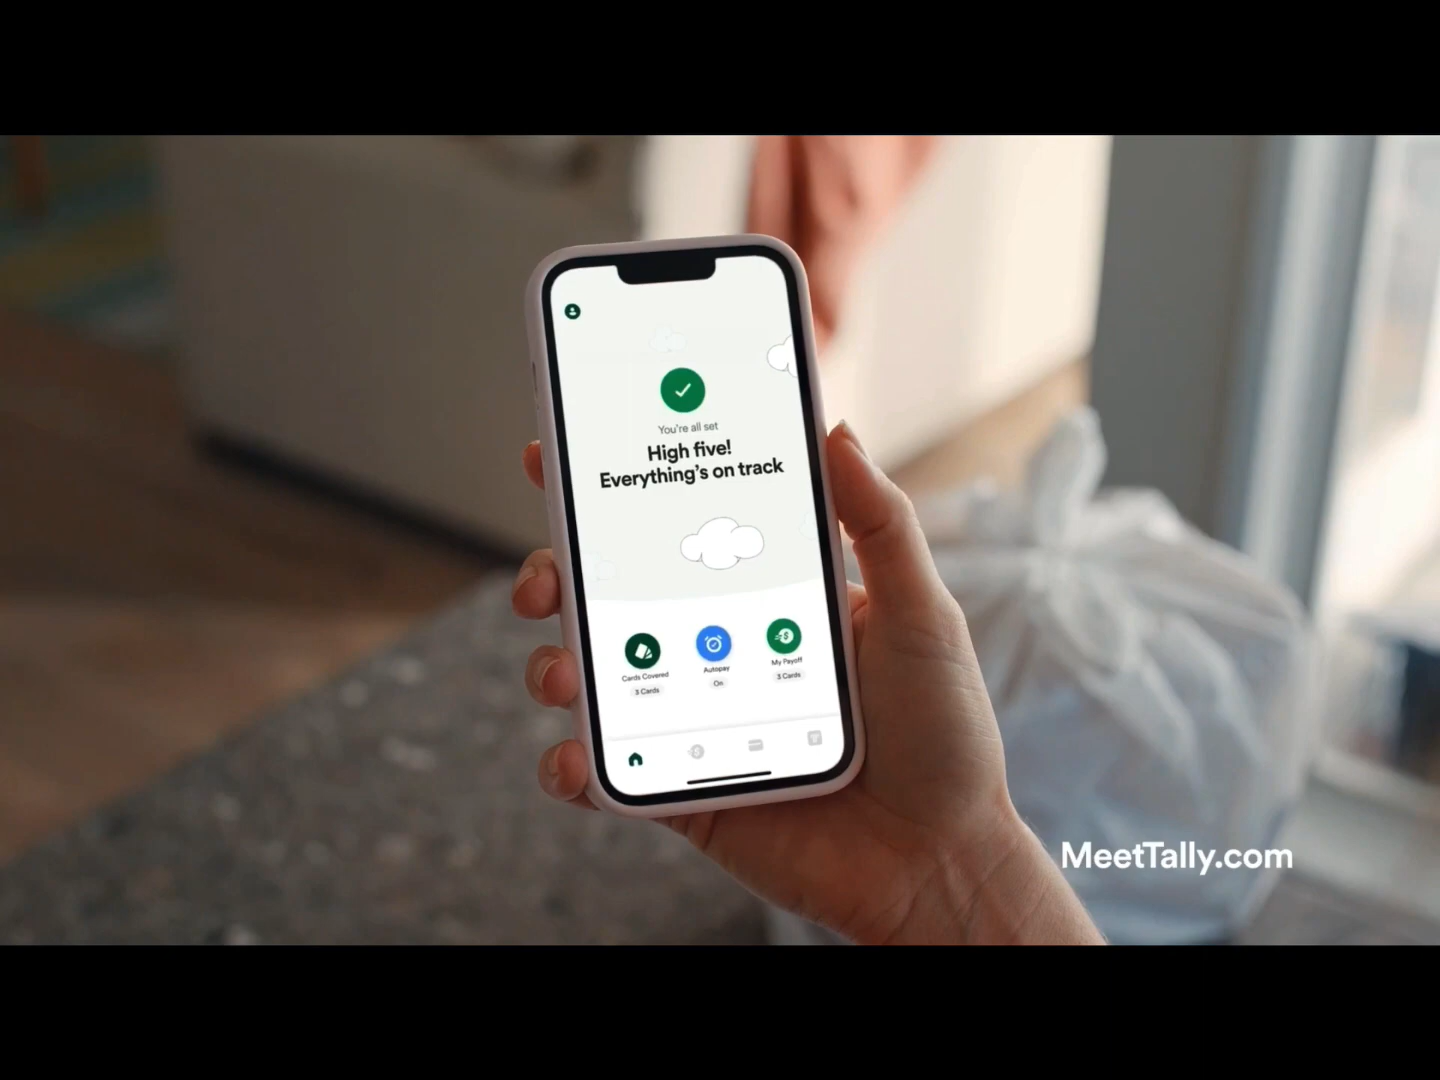 You're all set
High five!
Everything's on track
Cards Covered
3 Cards
Autopay
On
My Payoff
3 Cards
MeetTally.com